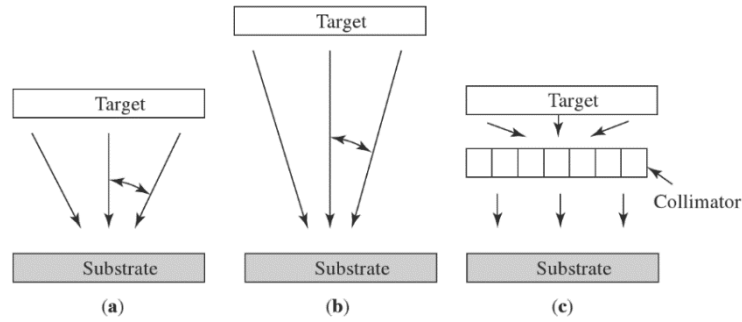 Target
Substrate
(a)
Target
Substrate
(b)
Target
Collimator
Substrate
(c)